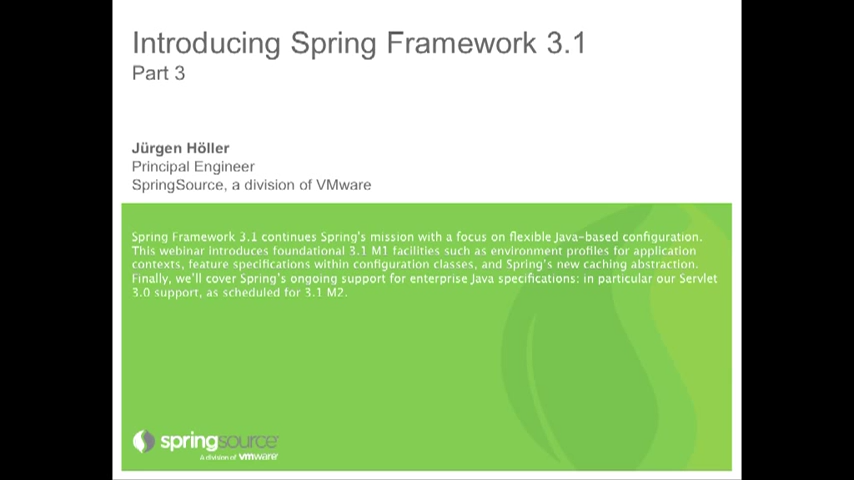 Introducing Spring Framework 3.1
Part 3
Jürgen Höller
Principal Engineer
SpringSource, a division of VMware
Spring Framework 3.1 continues Spring's mission with a focus on flexible Java-based configuration.
This webinar introduces foundational 3.1 M1 facilities such as environment profiles for application
contexts, feature specifications within configuration classes, and Spring's new caching abstraction.
Finally, we'll cover Spring's ongoing support for enterprise Java specifications: in particular our Servlet
3.0 support, as scheduled for 3.1 M2.
springsource
A division of vmware